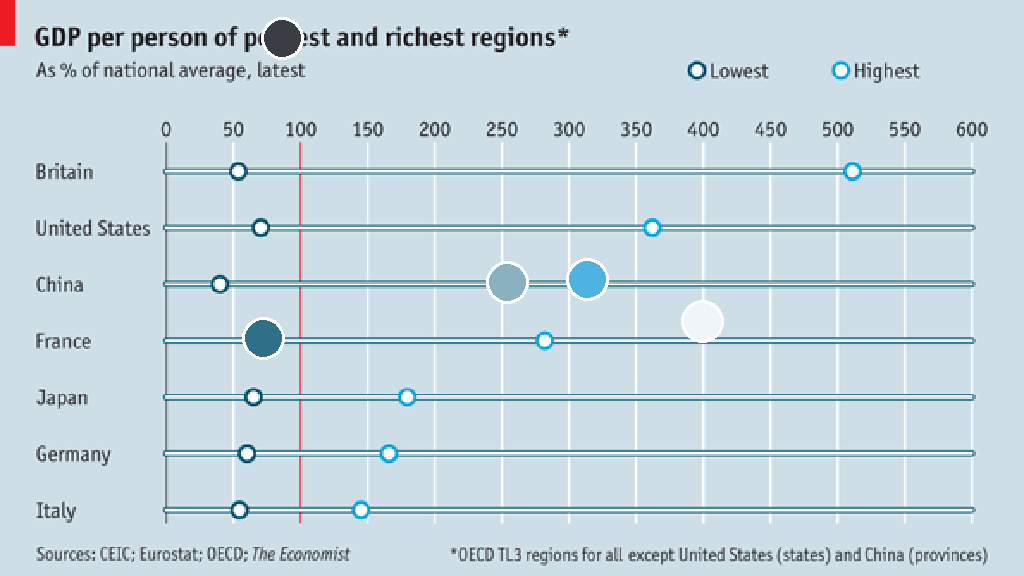 GDP per person of and richest regions*
As % of national average, latest
Lowest Highest
0 50 100 150 200 250 300 350 400 450 500 550 600
Britain
United States
China
France
Japan
Germany
Italy
Sources: CEIC; Eurostat; OECD; The Economist
*OECD TL3 regions for all except United States (states) and China (provinces)